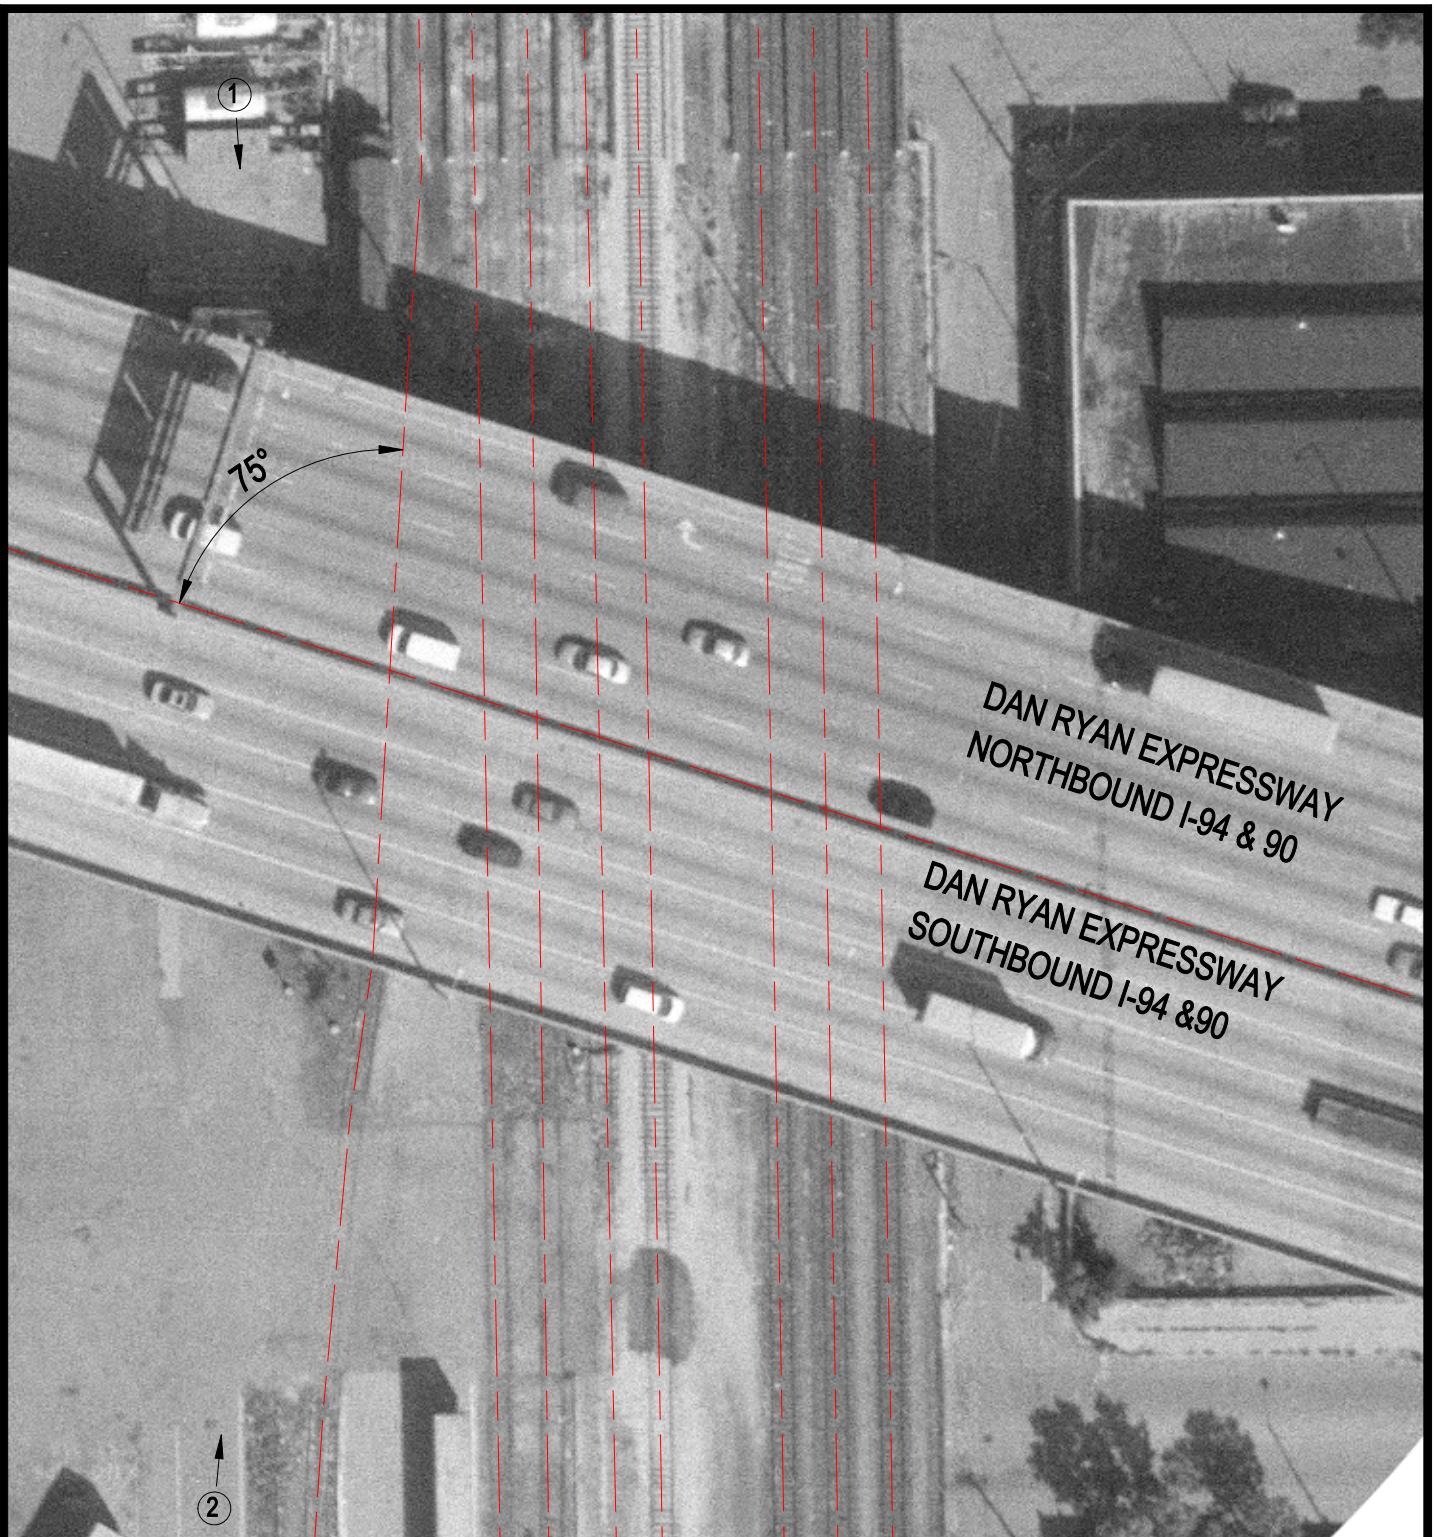 1
75°
DAN RYAN EXPRESSWAY
NORTHBOUND I-94 & 90
DAN RYAN EXPRESSWAY
SOUTHBOUND I-94 &90
2